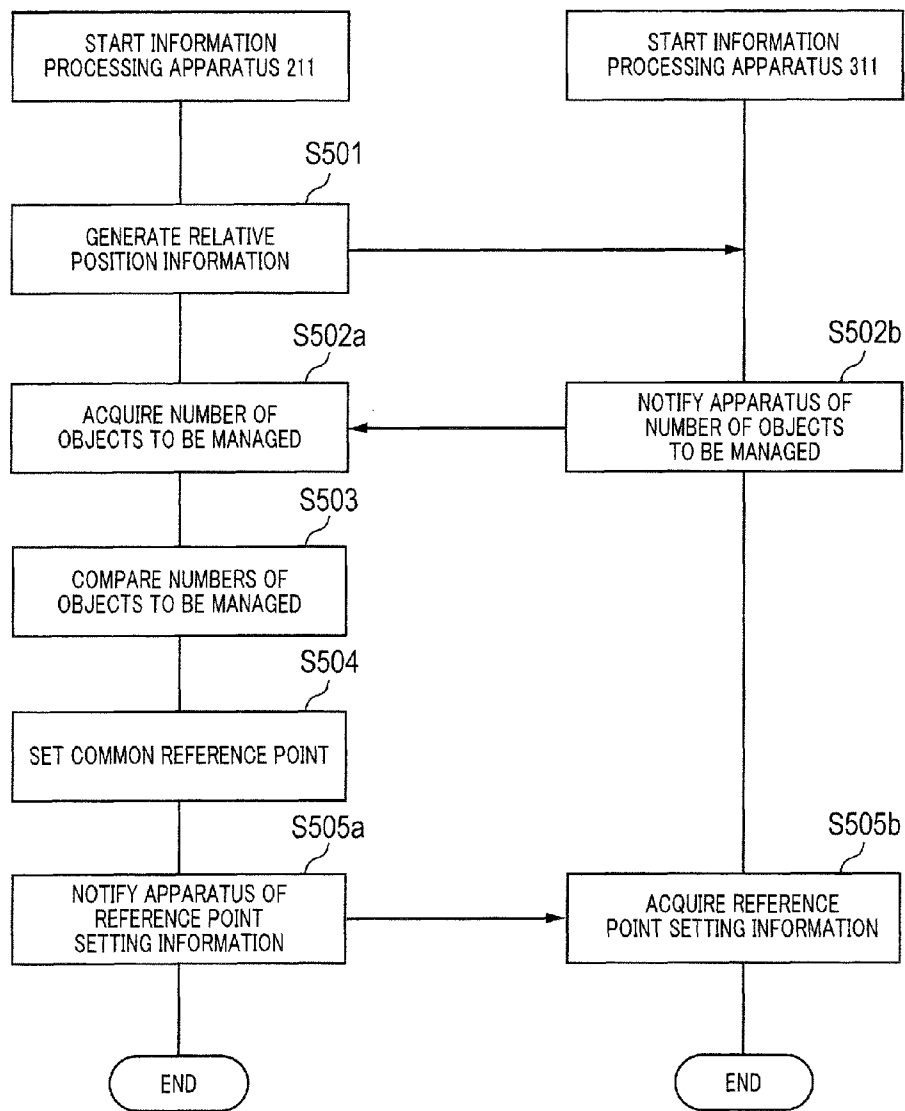 START INFORMATION
PROCESSING APPARATUS 211
START INFORMATION
PROCESSING APPARATUS 311
S501
GENERATE RELATIVE
POSITION INFORMATION
S502a
ACQUIRE NUMBER OF
OBJECTS TO BE MANAGED
S502b
NOTIFY APPARATUS OF
NUMBER OF OBJECTS
TO BE MANAGED
S503
COMPARE NUMBERS OF
OBJECTS TO BE MANAGED
S504
SET COMMON REFERENCE POINT
S505a
NOTIFY APPARATUS OF
REFERENCE POINT
SETTING INFORMATION
S505b
ACQUIRE REFERENCE
POINT SETTING INFORMATION
END
END